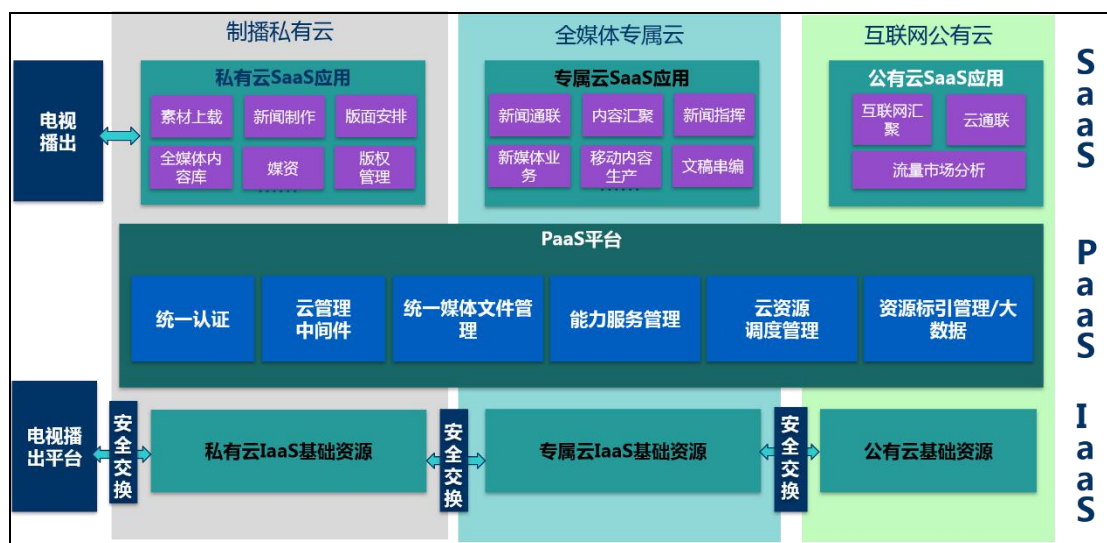 制播私有云
全媒体专属云
互联网公有云
SaaS
电视
播出
私有云SaaS应用
素材上载
新闻制作
版面安排
全媒体内
容库
媒资
版权
管理
......
专属云SaaS应用
新闻通联
内容汇聚
新闻指挥
新媒体业
务
移动内容
生产
文稿串编
......
公有云SaaS应用
互联网汇
聚
云通联
流量市场分析
PaaS平台
PaaS
统一认证
云管理
中间件
统一媒体文件管
理
能力服务管理
云资源
调度管理
资源标引管理/大
数据
IaaS
电视播
出平台
安全交换
私有云IaaS基础资源
安全交换
专属云IaaS基础资源
安全交换
公有云基础资源